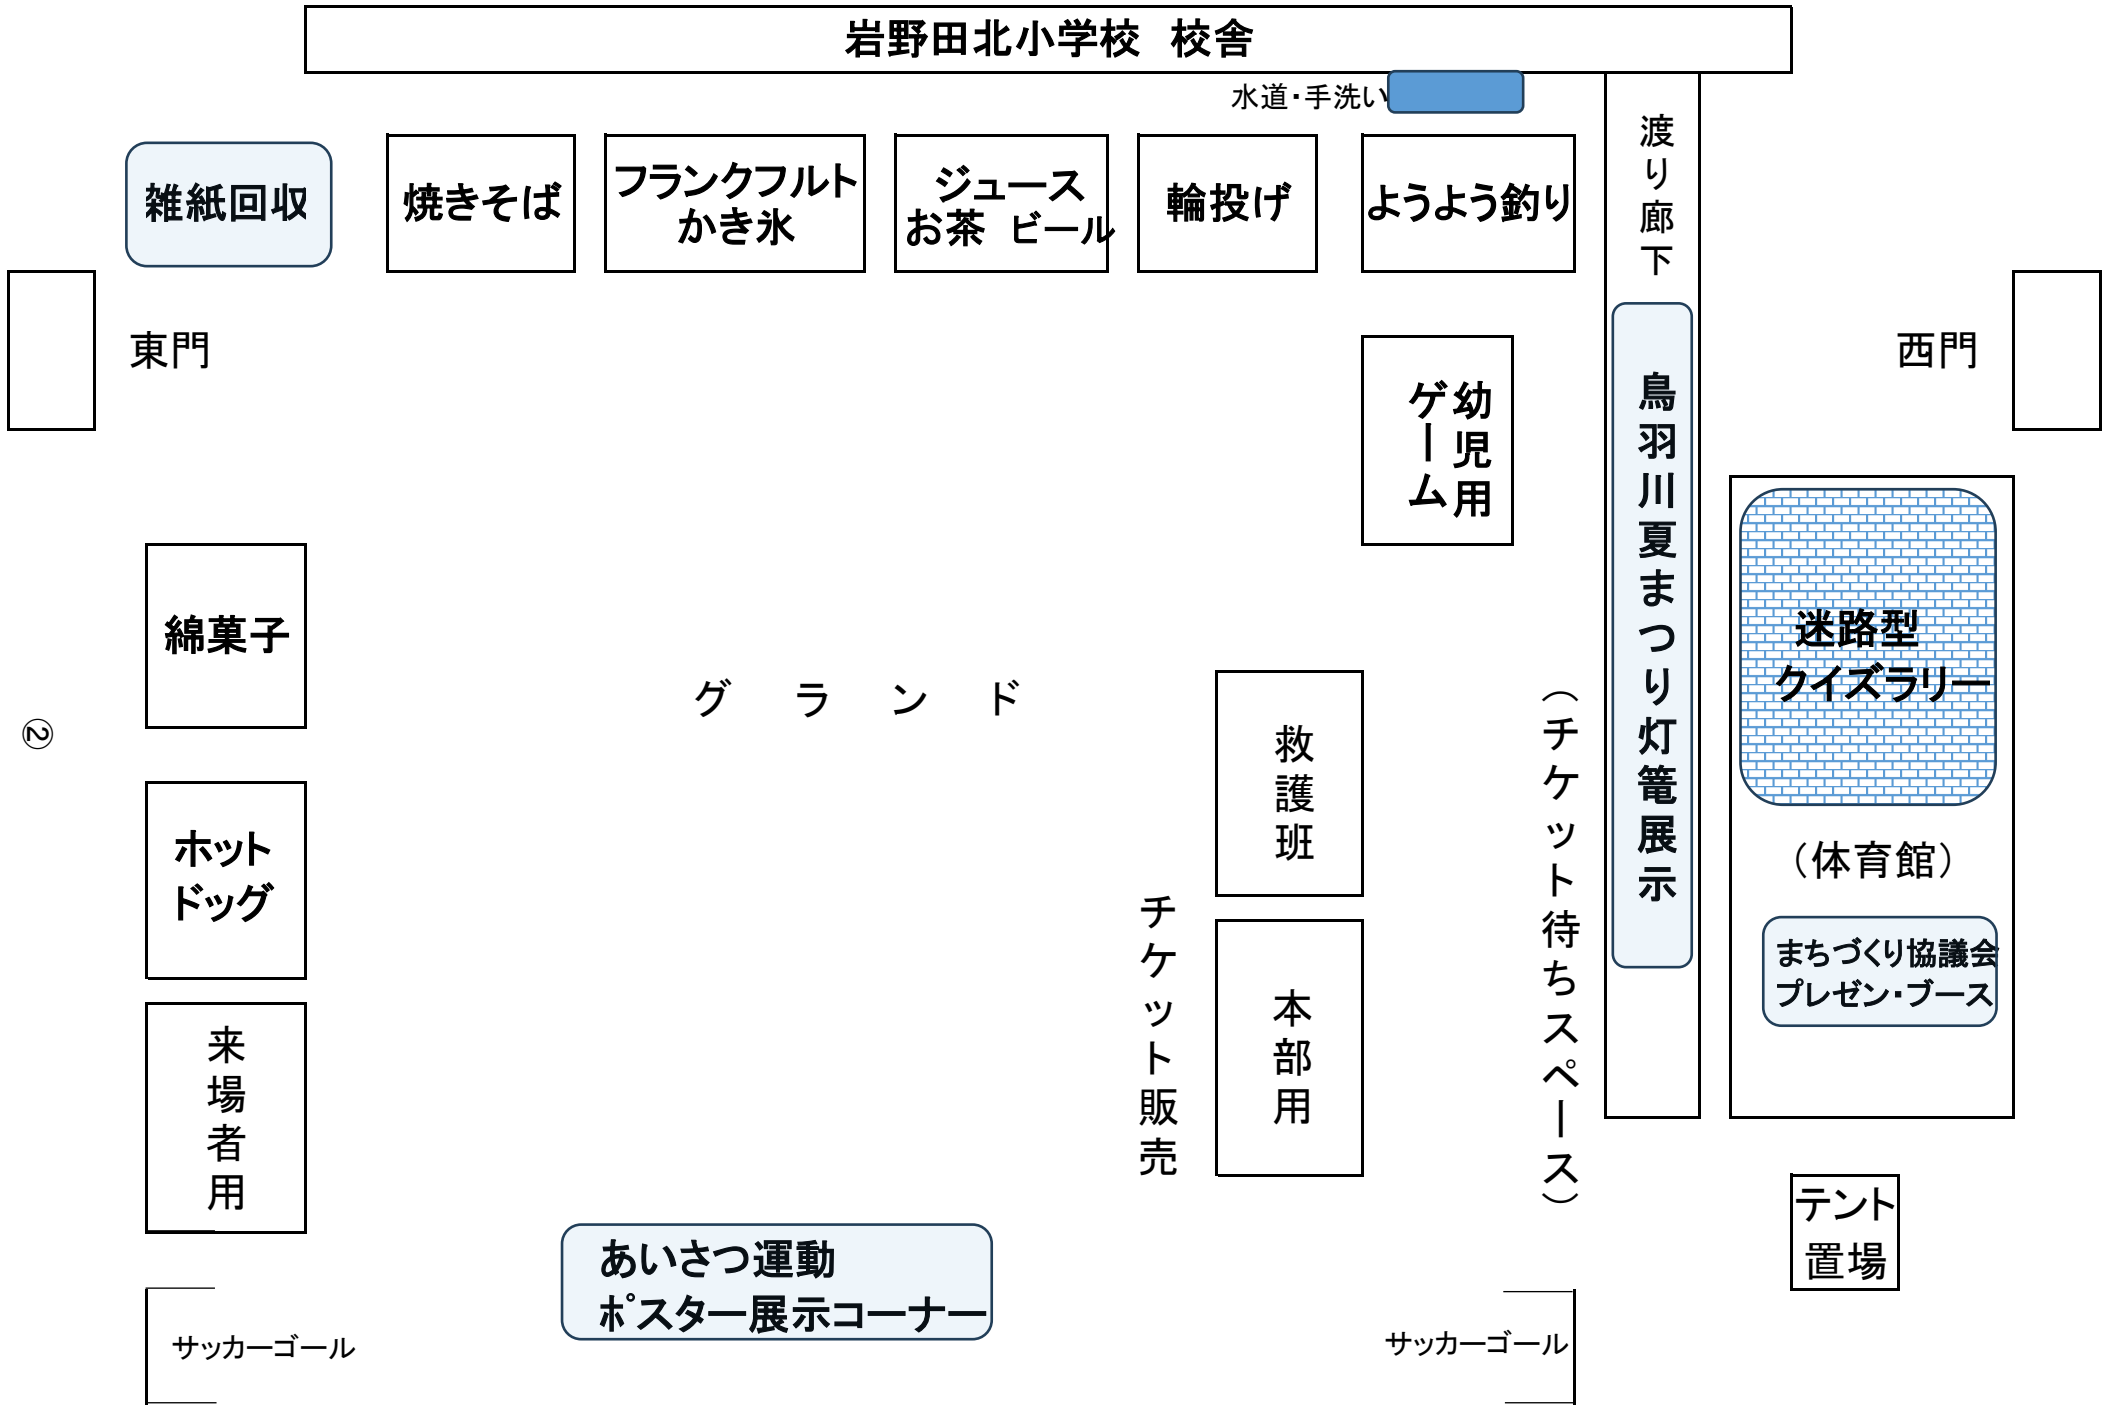 岩野田北小学校　校舎
水道・手洗い
雑紙回収
焼きそば
フランクフルト
かき氷
ジュース
お茶　ビール
輪投げ
ようよう釣り
渡り廊下
東門
西門
幼児用
ゲーム
鳥羽川夏まつり灯篭展示
迷路型
クイズラリー
（体育館）
まちづくり協議会
プレゼン・ブース
綿菓子
グランド
②
救護班
（チケット待ちスペース）
ホット
ドッグ
チケット販売
本部用
来場者用
テント
置場
あいさつ運動
ポスター展示コーナー
サッカーゴール
サッカーゴール